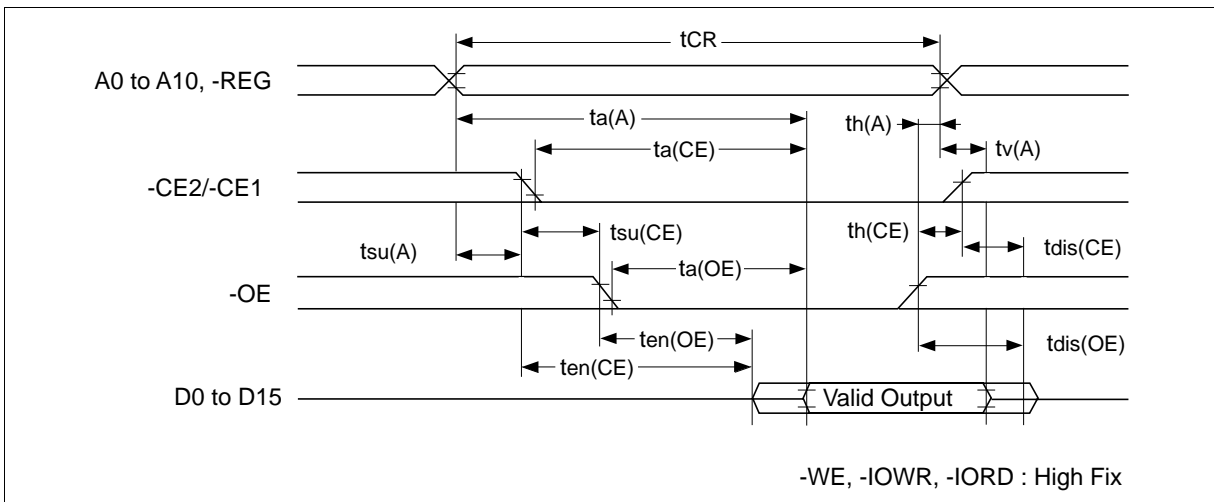 tCR
A0 to A10, -REG
ta(A)
th(A)
ta(CE)
tv(A)
-CE2/-CE1
tsu(A)
tsu(CE)
th(CE)
tdis(CE)
ta(OE)
-OE
ten(OE)
tdis(OE)
ten(CE)
D0 to D15
Valid Output
-WE, -IOWR, -IORD : High Fix